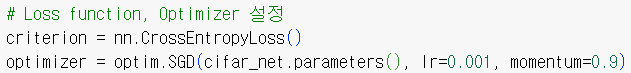 # Loss function, Optimizer 설정
criterion = nn.CrossEntropyLoss()
optimizer = optim.SGD(cifar_net.parameters(), lr=0.001, momentum=0.9)